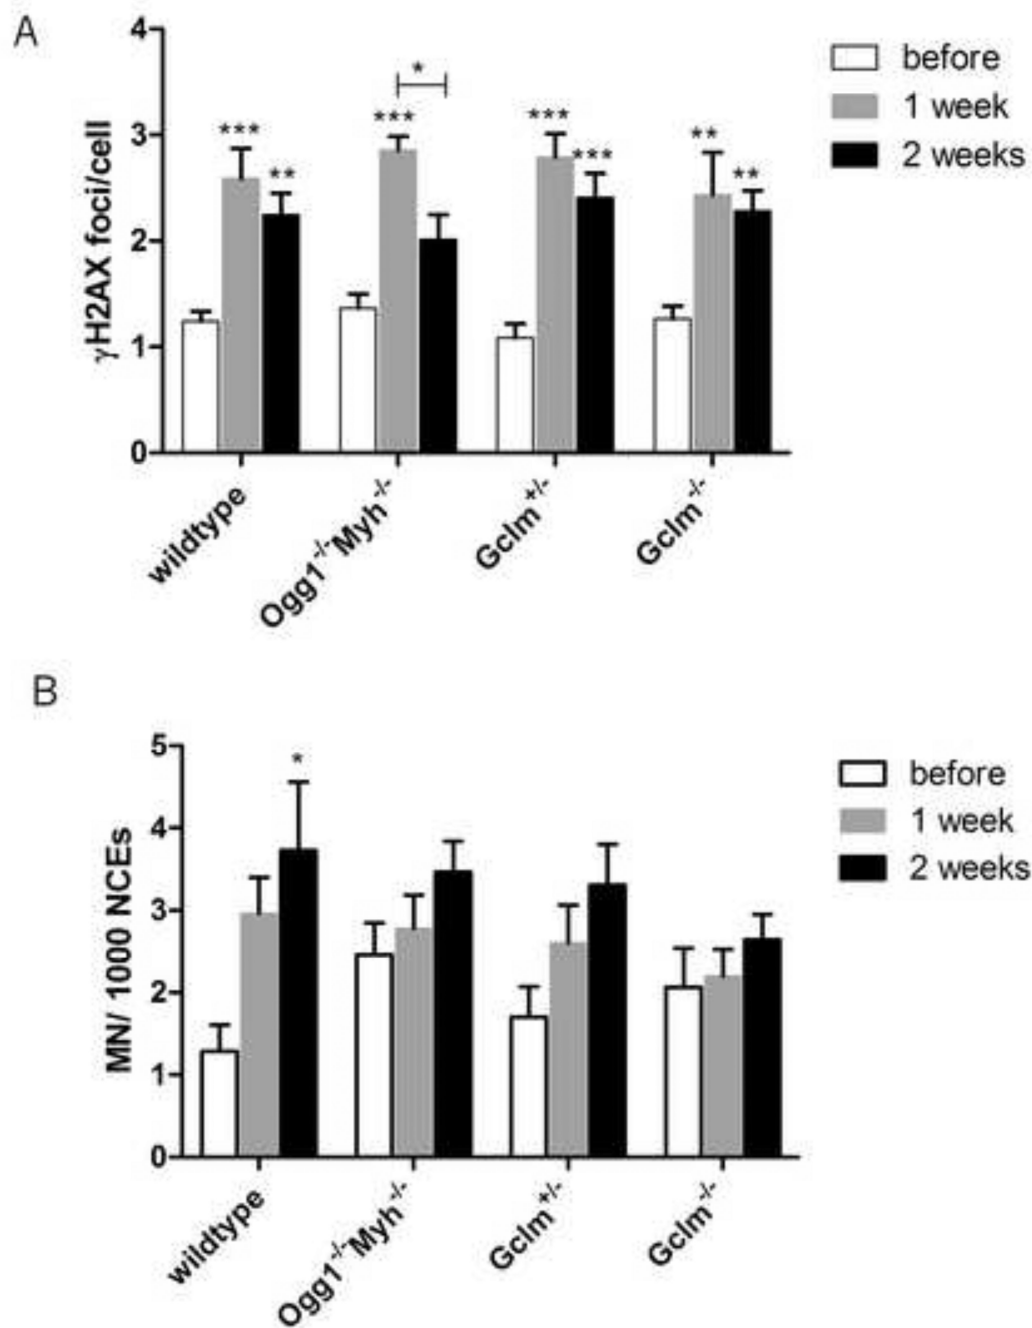 A
4
3
2
1
0
γH2AX foci/cell
*
***
**
***
***
***
**
**
before
1 week
2 weeks
wildtype
Ogg1-/-Myh-/-
Gclm+/-
Gclm-/-
B
5
4
3
2
1
0
MN/ 1000 NCEs
*
before
1 week
2 weeks
wildtype
Ogg1-/-Myh-/-
Gclm+/-
Gclm-/-